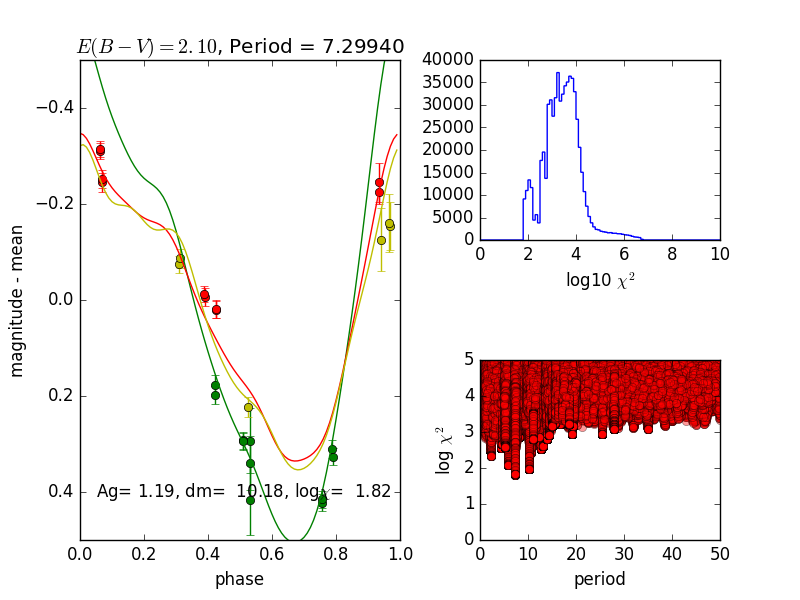 E(B − V) = 2.10, Period = 7.29940
−0.4
−0.2
0.0
0.2
0.4
magnitude - mean
Ag= 1.19, dm= 10.18, logχ= 1.82
0.0 0.2 0.4 0.6 0.8 1.0
phase
40000
35000
30000
25000
20000
15000
10000
5000
0
0 2 4 6 8 10
log10 χ²
5
4
3
2
1
0
log χ²
0 10 20 30 40 50
period